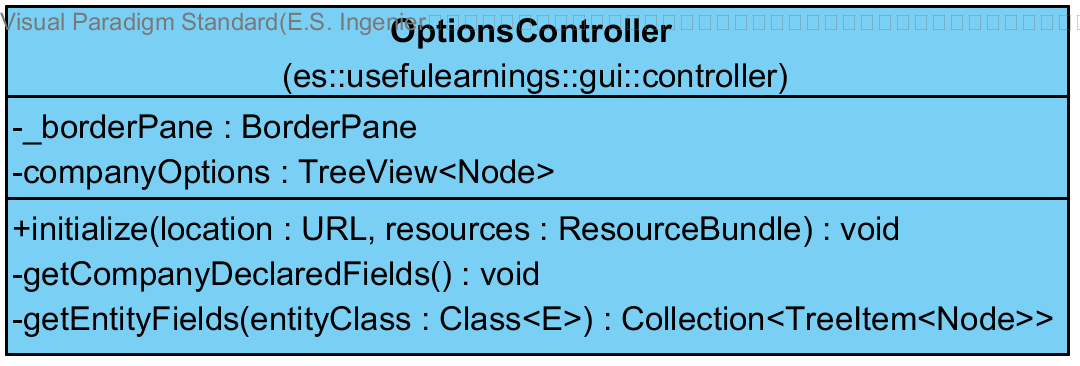 Visual Paradigm Standard(E.S. Ingenier
OptionsController
(es::usefulearnings::gui::controller)
-_borderPane : BorderPane
-companyOptions : TreeView<Node>
+initialize(location : URL, resources : ResourceBundle) : void
-getCompanyDeclaredFields() : void
-getEntityFields(entityClass : Class<E>) : Collection<TreeItem<Node>>